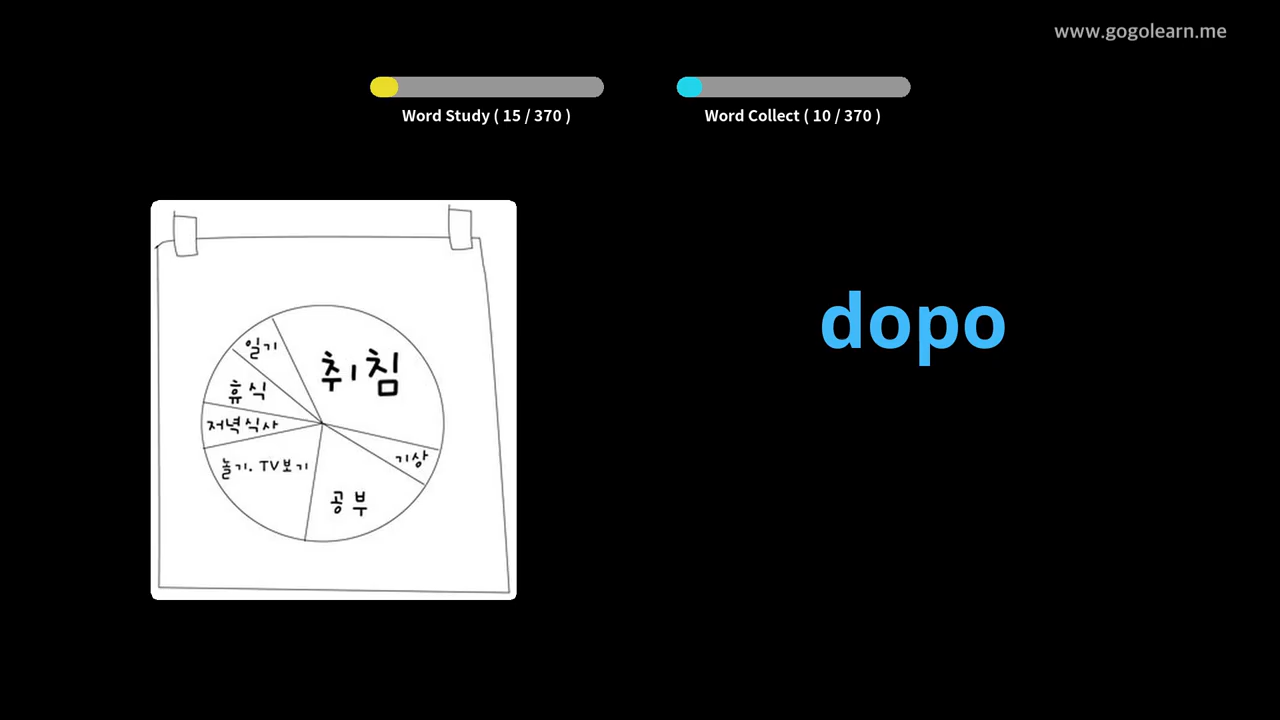 www.gogolearn.me
Word Study ( 15 / 370 )
Word Collect ( 10 / 370 )
일기
취침
휴식
저녁식사
놀기. TV보기
기상
공부
dopo